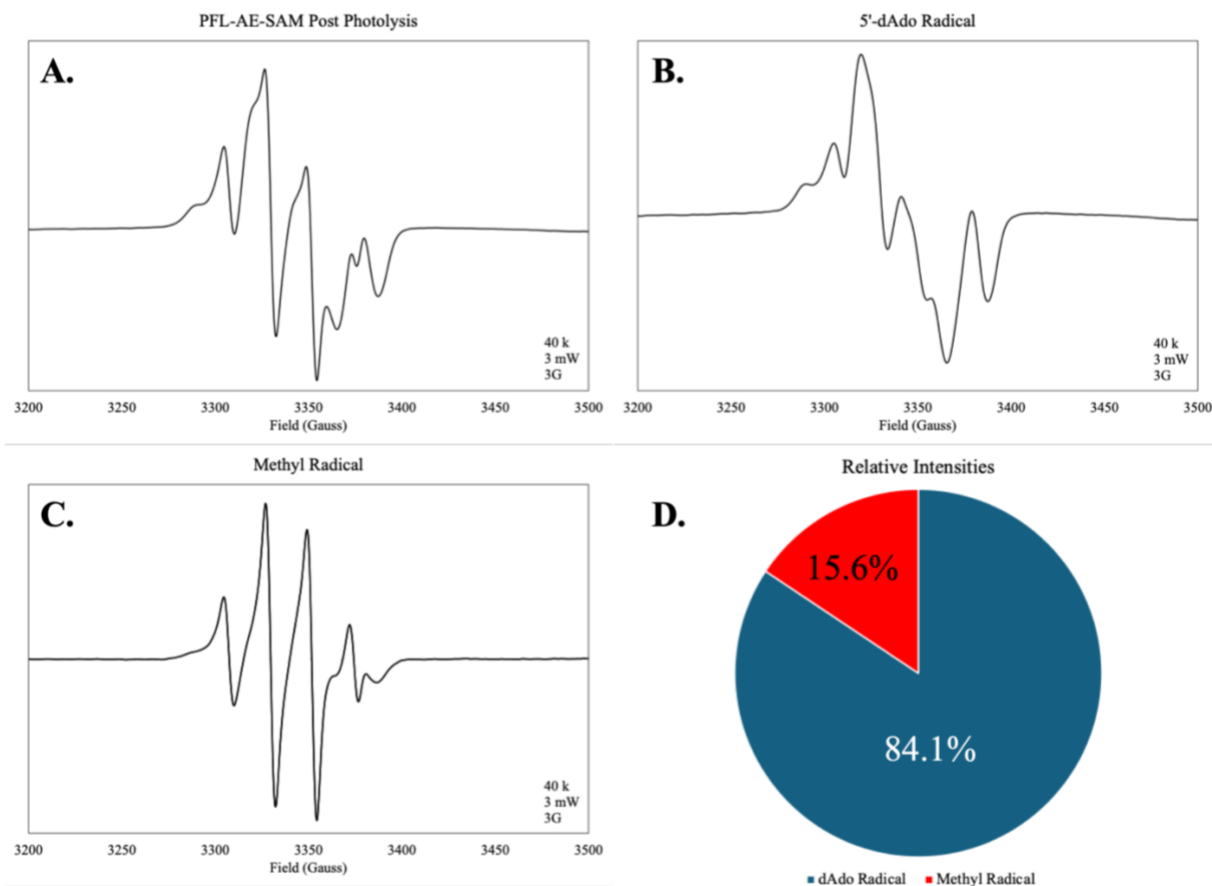 PFL-AE-SAM Post Photolysis
A.
40 k
3 mW
3G
3200 3250 3300 3350 3400 3450 3500
Field (Gauss)
5'-dAdo Radical
B.
40 k
3 mW
3G
3200 3250 3300 3350 3400 3450 3500
Field (Gauss)
Methyl Radical
C.
40 k
3 mW
3G
3200 3250 3300 3350 3400 3450 3500
Field (Gauss)
Relative Intensities
D.
15.6%
84.1%
dAdo Radical Methyl Radical